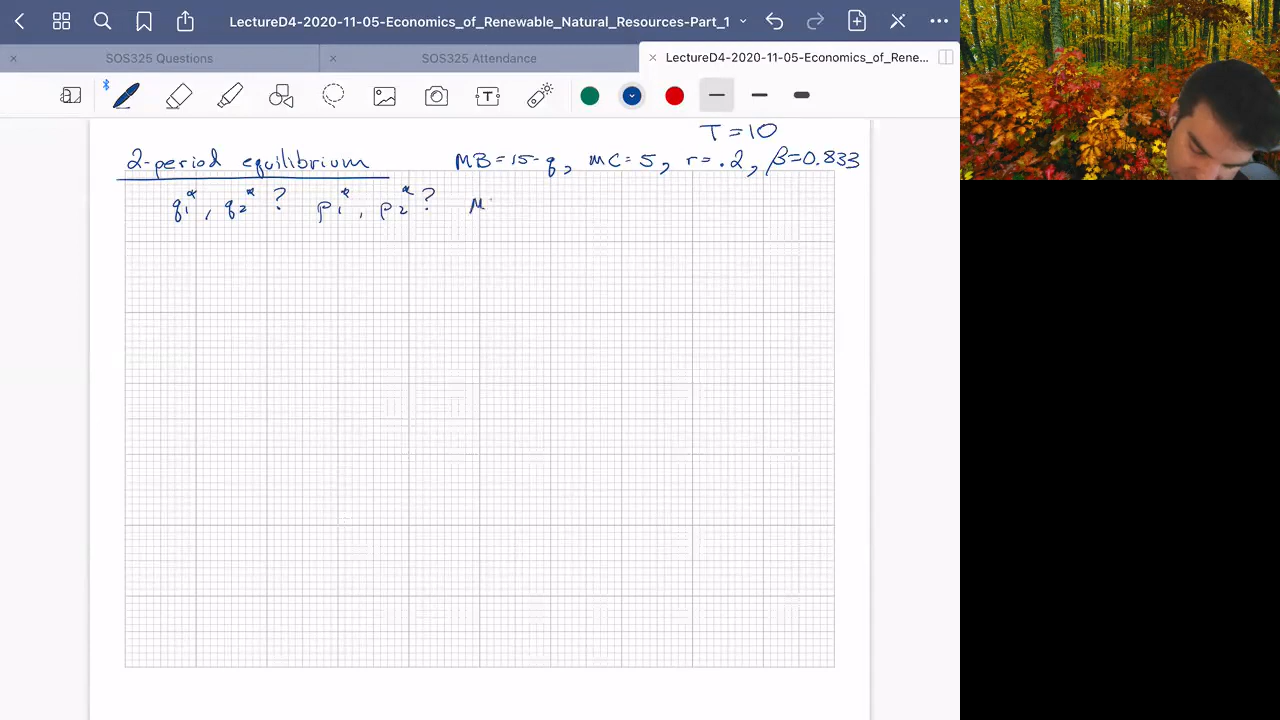 LectureD4-2020-11-05-Economics_of_Renewable_Natural_Resources-Part_1
SOS325 Questions
SOS325 Attendance
LectureD4-2020-11-05-Economics_of_Rene...
T = 10
2-period equilibrium MB = 15-q, MC = 5, r = .2, β = 0.833
q₁*, q₂* ? p₁*, p₂* ? M